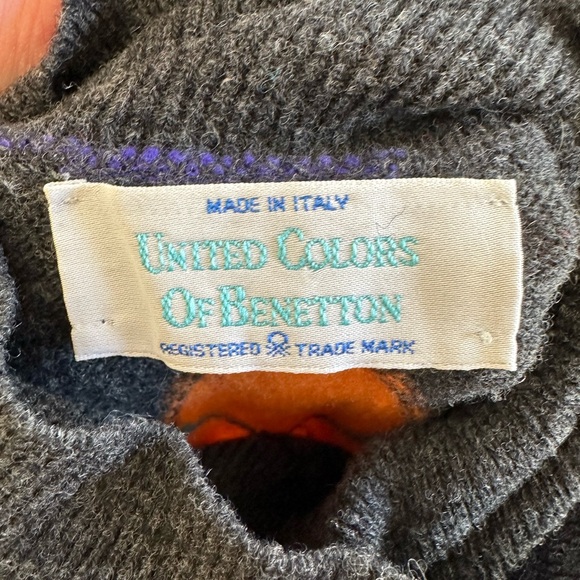 MADE IN ITALY
UNITED COLORS
OF BENETTON
REGISTERED TRADE MARK